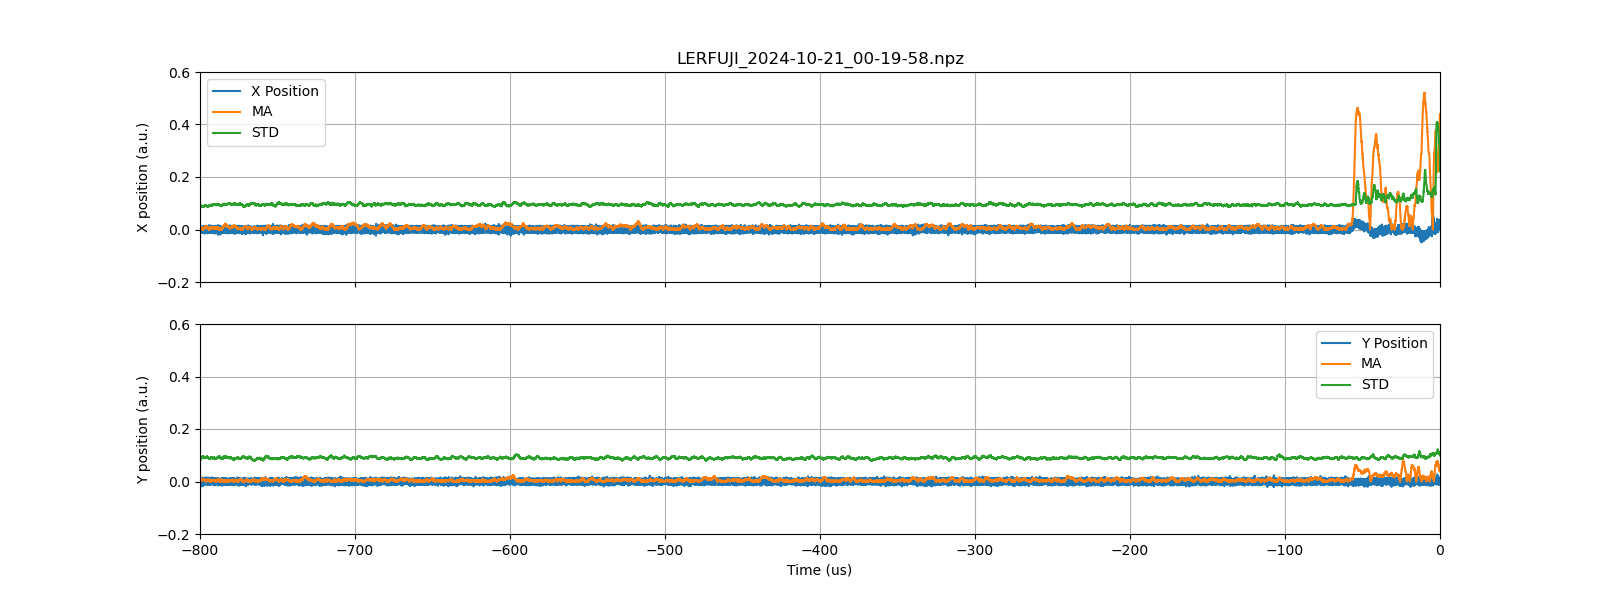 LERFUJI_2024-10-21_00-19-58.npz
X position (a.u.)
0.6
0.4
0.2
0.0
−0.2
X Position
MA
STD
Y position (a.u.)
0.6
0.4
0.2
0.0
−0.2
Y Position
MA
STD
−800 −700 −600 −500 −400 −300 −200 −100 0
Time (us)